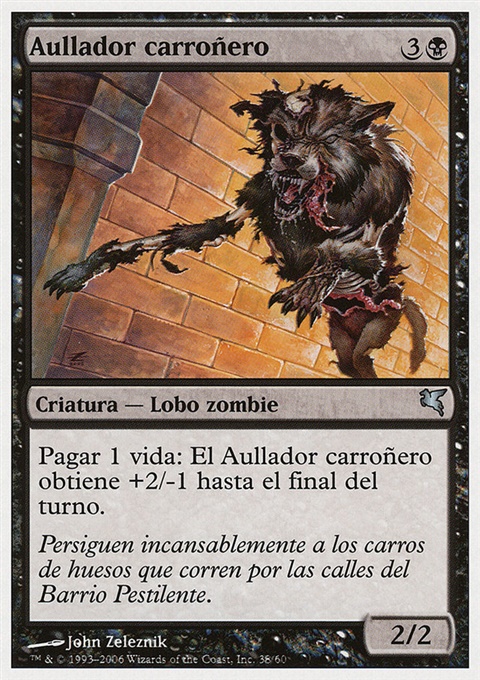 Aullador carroñero 3
Criatura — Lobo zombie
Pagar 1 vida: El Aullador carroñero
obtiene +2/-1 hasta el final del
turno.
Persiguen incansablemente a los carros
de huesos que corren por las calles del
Barrio Pestilente.
John Zeleznik
2/2
™ & © 1993–2006 Wizards of the Coast, Inc. 38/60